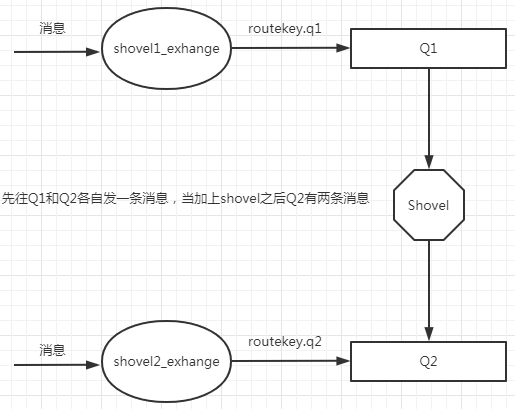 消息
shovel1_exhange
routekey.q1
Q1
先往Q1和Q2各自发一条消息，当加上shovel之后Q2有两条消息
Shovel
消息
shovel2_exhange
routekey.q2
Q2